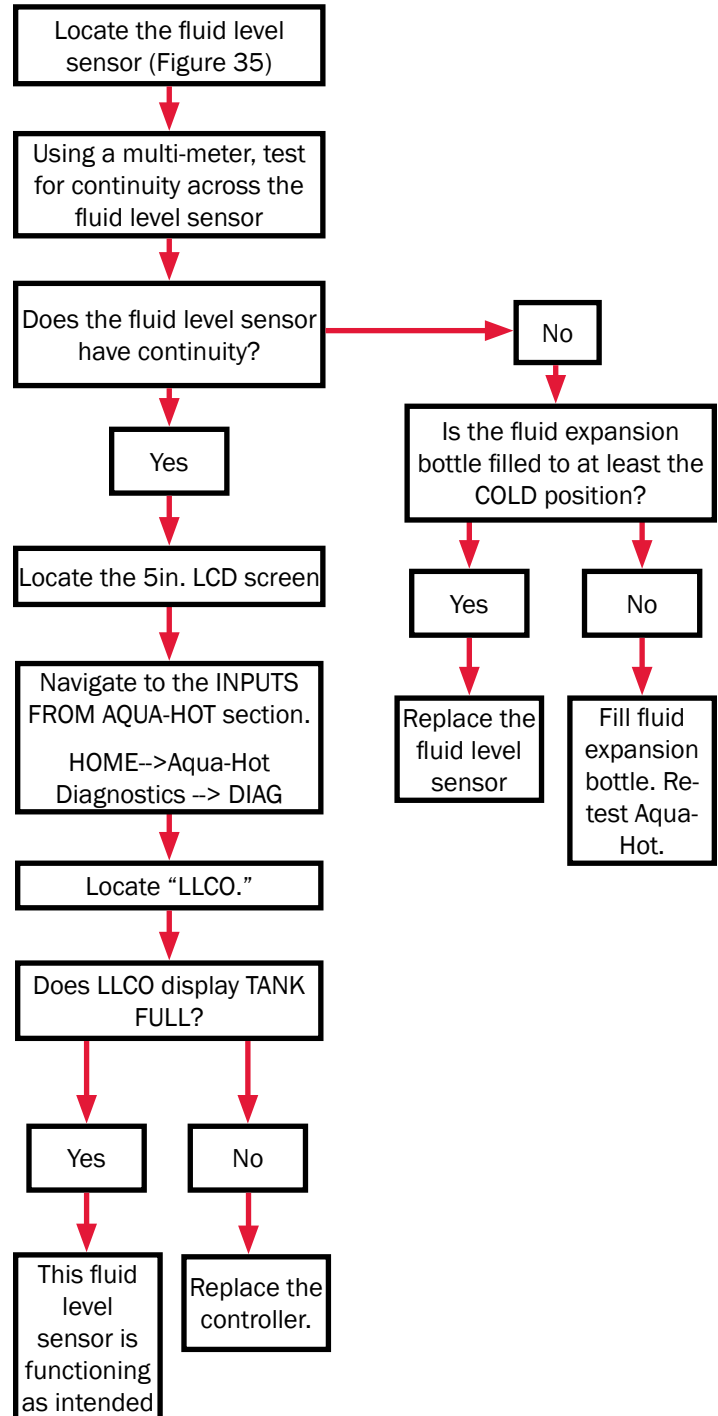 Locate the fluid level
sensor (Figure 35)
Using a multi-meter, test
for continuity across the
fluid level sensor
Does the fluid level sensor
have continuity?
No
Is the fluid expansion
bottle filled to at least the
COLD position?
Yes
No
Replace the
fluid level
sensor
Fill fluid
expansion
bottle. Re-
test Aqua-
Hot.
Yes
Locate the 5in. LCD screen
Navigate to the INPUTS
FROM AQUA-HOT section.
HOME-->Aqua-Hot
Diagnostics --> DIAG
Locate “LLCO.”
Does LLCO display TANK
FULL?
Yes
No
This fluid
level
sensor is
functioning
as intended
Replace the
controller.